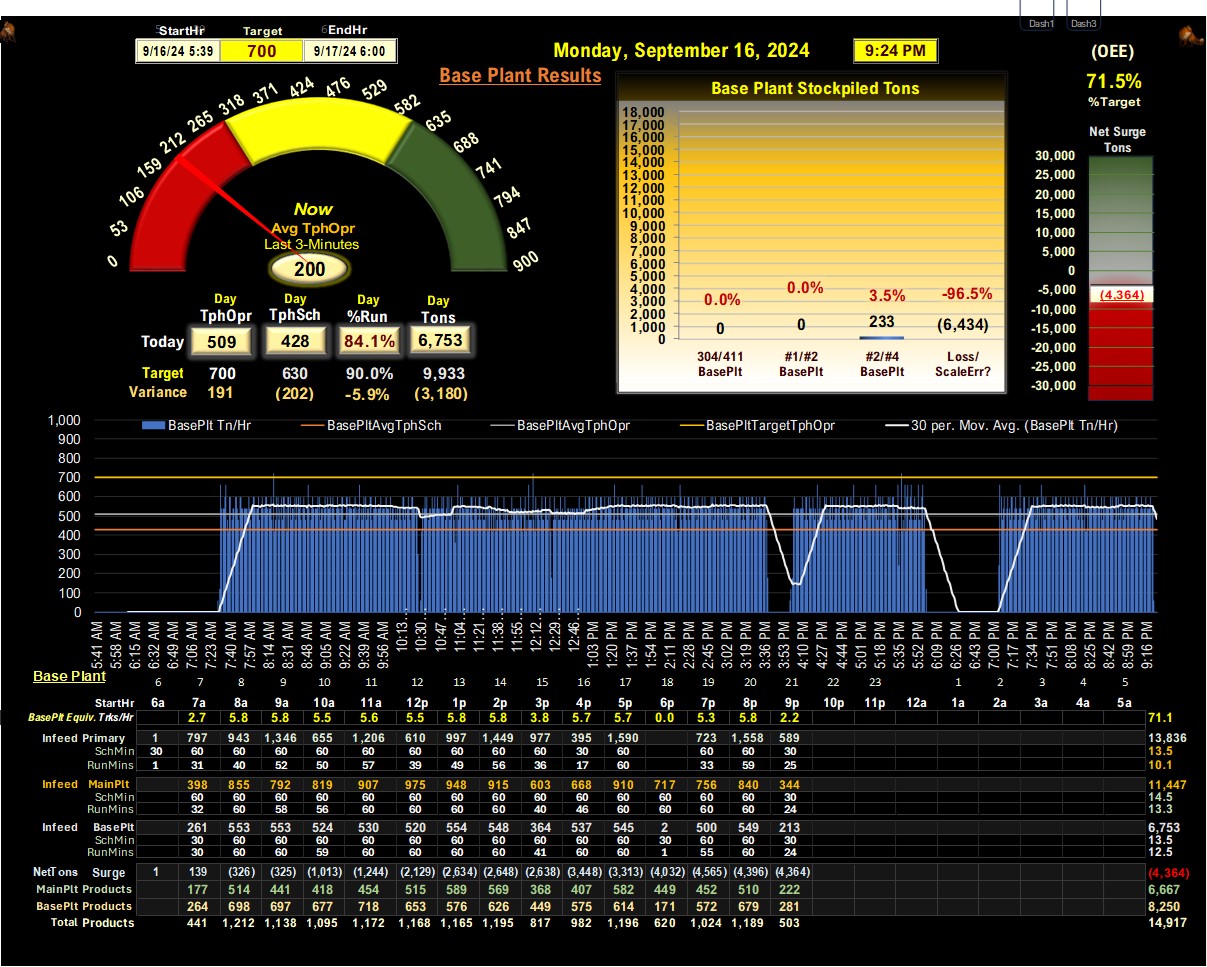 Dash1 Dash3
StartHr Target EndHr
9/16/24 5:39 700 9/17/24 6:00
Monday, September 16, 2024 9:24 PM
Base Plant Results
(OEE)
71.5%
%Target
Net Surge
Tons
30,000
25,000
20,000
15,000
10,000
5,000
0
-5,000
-10,000
-15,000
-20,000
-25,000
-30,000
(4,364)
0 53 106 159 212 265 318 371 424 476 529 582 635 688 741 794 847 900
Now
Avg TphOpr
Last 3-Minutes
200
Day Day Day Day
TphOpr TphSch %Run Tons
Today 509 428 84.1% 6,753
Target 700 630 90.0% 9,933
Variance 191 (202) -5.9% (3,180)
Base Plant Stockpiled Tons
18,000
17,000
16,000
15,000
14,000
13,000
12,000
11,000
10,000
9,000
8,000
7,000
6,000
5,000
4,000
3,000
2,000
1,000
0
0.0% 0.0% 3.5% -96.5%
0 0 233 (6,434)
304/411 #1/#2 #2/#4 Loss/
BasePlt BasePlt BasePlt ScaleErr?
BasePlt Tn/Hr BasePltAvgTphSch BasePltAvgTphOpr BasePltTargetTphOpr 30 per. Mov. Avg. (BasePlt Tn/Hr)
1,000
900
800
700
600
500
400
300
200
100
0
5:41 AM 5:58 AM 6:15 AM 6:32 AM 6:49 AM 7:06 AM 7:23 AM 7:40 AM 7:57 AM 8:14 AM 8:31 AM 8:48 AM 9:05 AM 9:22 AM 9:39 AM 9:56 AM 10:13... 10:30... 10:47... 11:04... 11:21... 11:38... 11:55... 12:12... 12:29... 12:46... 1:03 PM 1:20 PM 1:37 PM 1:54 PM 2:11 PM 2:28 PM 2:45 PM 3:02 PM 3:19 PM 3:36 PM 3:53 PM 4:10 PM 4:27 PM 4:44 PM 5:01 PM 5:18 PM 5:35 PM 5:52 PM 6:09 PM 6:26 PM 6:43 PM 7:00 PM 7:17 PM 7:34 PM 7:51 PM 8:08 PM 8:25 PM 8:42 PM 8:59 PM 9:16 PM
Base Plant
6 7 8 9 10 11 12 13 14 15 16 17 18 19 20 21 22 23 1 2 3 4 5
StartHr 6a 7a 8a 9a 10a 11a 12p 1p 2p 3p 4p 5p 6p 7p 8p 9p 10p 11p 12a 1a 2a 3a 4a 5a
BasePlt Equiv. Trks/Hr 2.7 5.8 5.8 5.5 5.6 5.5 5.8 5.8 3.8 5.7 5.7 0.0 5.3 5.8 2.2 71.1
Infeed Primary 1 797 943 1,346 655 1,206 610 997 1,449 977 395 1,590 723 1,558 589 13,836
SchMin 30 60 60 60 60 60 60 60 60 60 30 60 60 60 30 13.5
RunMins 1 31 40 52 50 57 39 49 56 36 17 60 33 59 25 10.1
Infeed MainPlt 398 855 792 819 907 975 948 915 603 668 910 717 756 840 344 11,447
SchMin 60 60 60 60 60 60 60 60 60 60 60 60 60 60 30 14.5
RunMins 32 60 58 56 60 60 60 60 40 46 60 60 60 60 24 13.3
Infeed BasePlt 261 553 553 524 530 520 554 548 364 537 545 2 500 549 213 6,753
SchMin 30 60 60 60 60 60 60 60 60 60 60 30 60 60 30 13.5
RunMins 30 60 60 59 60 60 60 60 41 60 60 1 55 60 24 12.5
NetTons Surge 1 139 (326) (325) (1,013) (1,244) (2,129) (2,634) (2,648) (2,638) (3,448) (3,313) (4,032) (4,565) (4,396) (4,364) (4,364)
MainPlt Products 177 514 441 418 454 515 589 569 368 407 582 449 452 510 222 6,667
BasePlt Products 264 698 697 677 718 653 576 626 449 575 614 171 572 679 281 8,250
Total Products 441 1,212 1,138 1,095 1,172 1,168 1,165 1,195 817 982 1,196 620 1,024 1,189 503 14,917